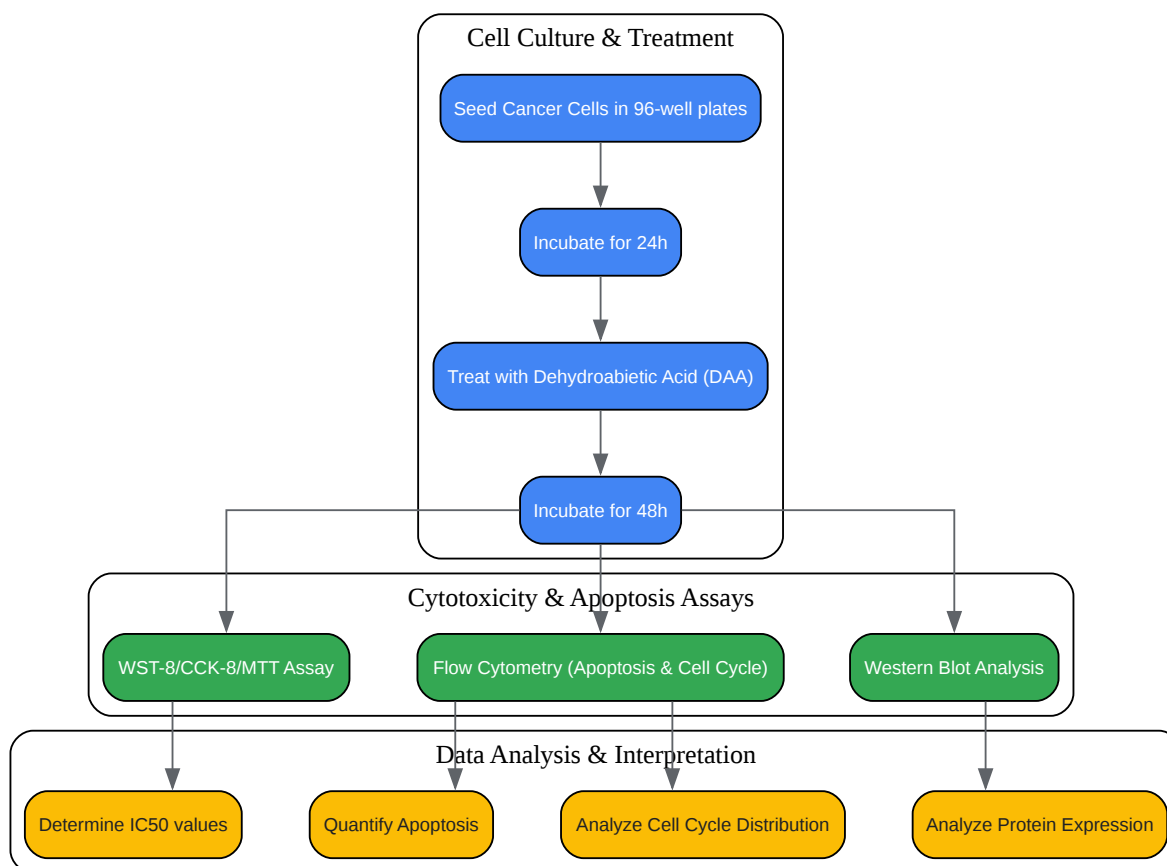 Cell Culture & Treatment
Seed Cancer Cells in 96-well plates
Incubate for 24h
Treat with Dehydroabietic Acid (DAA)
Incubate for 48h
Cytotoxicity & Apoptosis Assays
WST-8/CCK-8/MTT Assay
Flow Cytometry (Apoptosis & Cell Cycle)
Western Blot Analysis
Data Analysis & Interpretation
Determine IC50 values
Quantify Apoptosis
Analyze Cell Cycle Distribution
Analyze Protein Expression